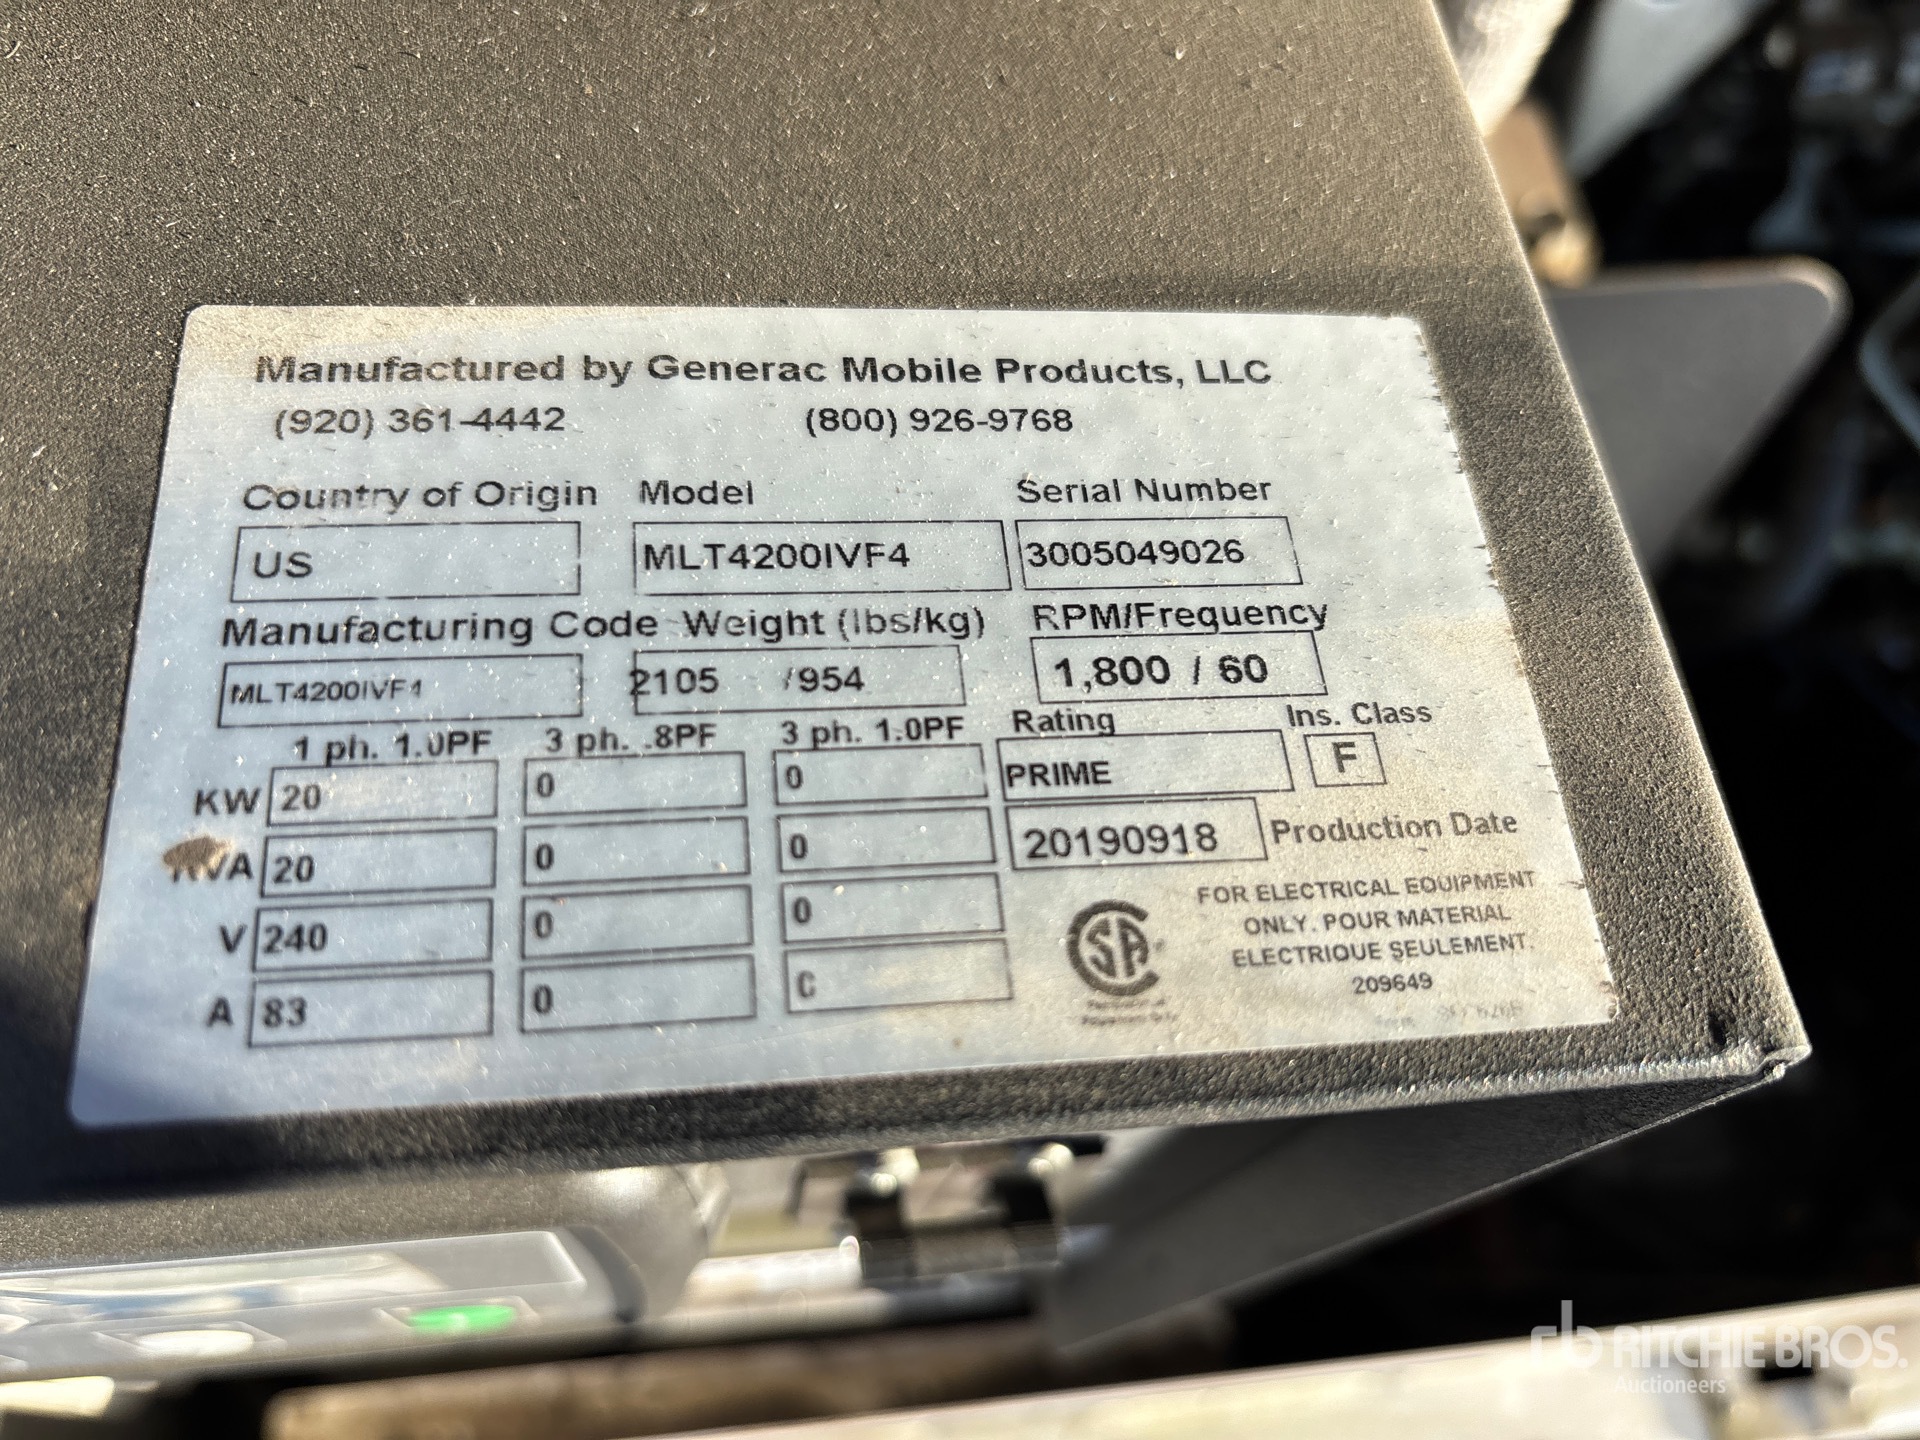 Manufactured by Generac Mobile Products, LLC
(920) 361-4442 (800) 926-9768
Country of Origin Model Serial Number
US MLT4200IVF4 3005049026
Manufacturing Code Weight (lbs/kg) RPM/Frequency
MLT4200IVF4 2105 /954 1,800 / 60
1 ph. 1.0PF 3 ph. .8PF 3 ph. 1.0PF Rating Ins. Class
KW 20 0 0 PRIME F
KVA 20 0 0 20190918 Production Date
V 240 0 0
A 83 0
FOR ELECTRICAL EQUIPMENT
ONLY. POUR MATERIAL
ELECTRIQUE SEULEMENT.
209649
RITCHIE BROS.
Auctioneers